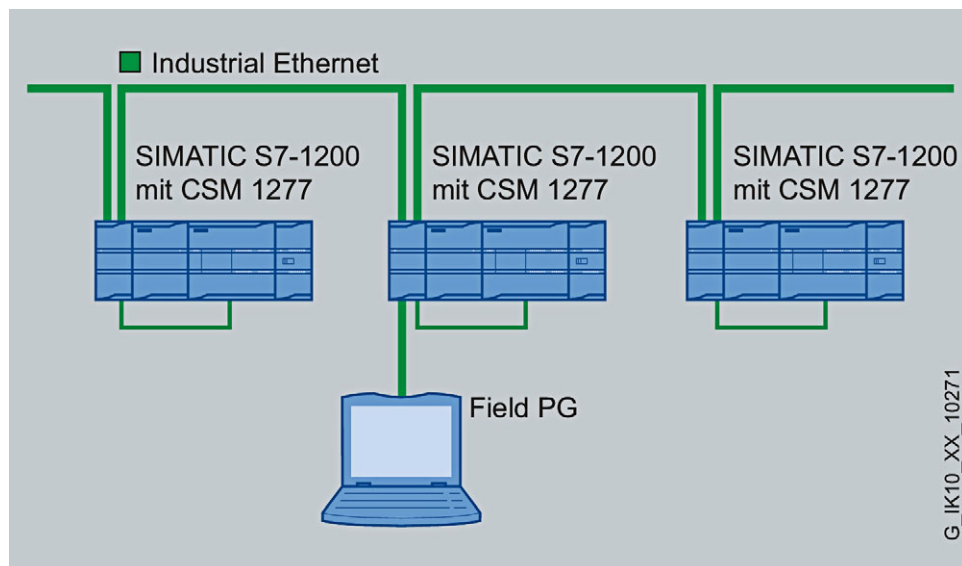 Industrial Ethernet
SIMATIC S7-1200
mit CSM 1277
SIMATIC S7-1200
mit CSM 1277
SIMATIC S7-1200
mit CSM 1277
Field PG
G_IK10_XX_10271